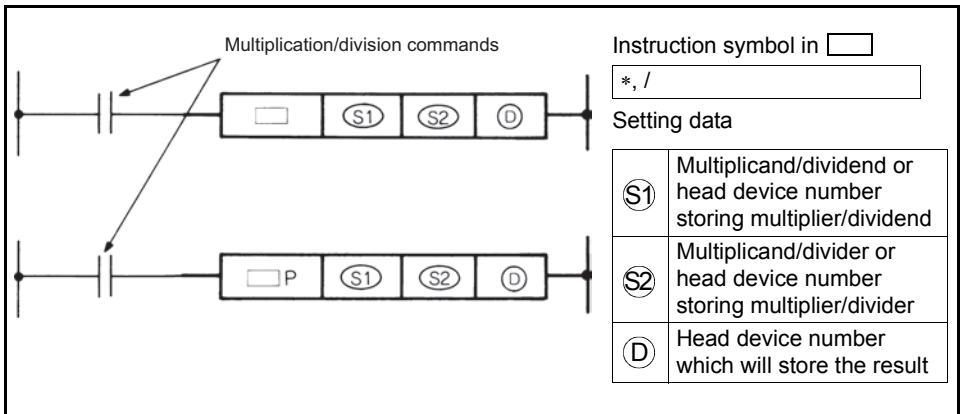 Multiplication/division commands
S1 S2 D
P S1 S2 D
Instruction symbol in
*, /
Setting data
S1
Multiplicand/dividend or
head device number
storing multiplier/dividend
S2
Multiplicand/divider or
head device number
storing multiplier/divider
D
Head device number
which will store the result